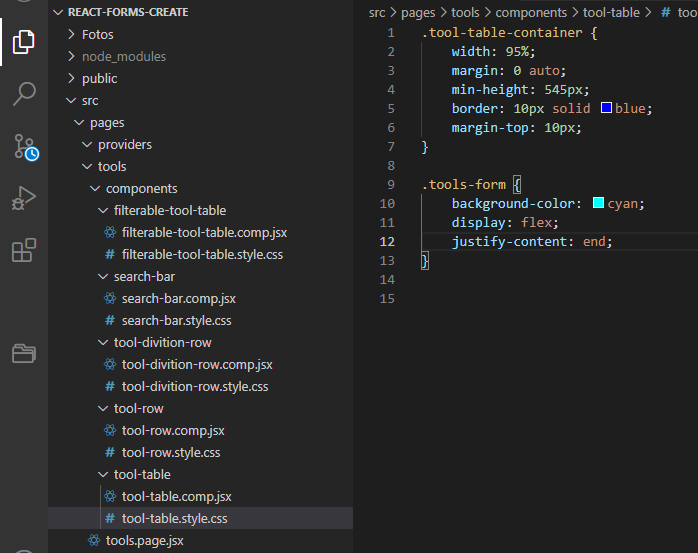 REACT-FORMS-CREATE
Fotos
node_modules
public
src
pages
providers
tools
components
filterable-tool-table
filterable-tool-table.comp.jsx
# filterable-tool-table.style.css
search-bar
search-bar.comp.jsx
# search-bar.style.css
tool-divition-row
tool-divition-row.comp.jsx
# tool-divition-row.style.css
tool-row
tool-row.comp.jsx
# tool-row.style.css
tool-table
tool-table.comp.jsx
# tool-table.style.css
tools.page.jsx
src > pages > tools > components > tool-table > # too
1 .tool-table-container {
2 width: 95%;
3 margin: 0 auto;
4 min-height: 545px;
5 border: 10px solid blue;
6 margin-top: 10px;
7 }
8
9 .tools-form {
10 background-color: cyan;
11 display: flex;
12 justify-content: end;
13 }
14
15